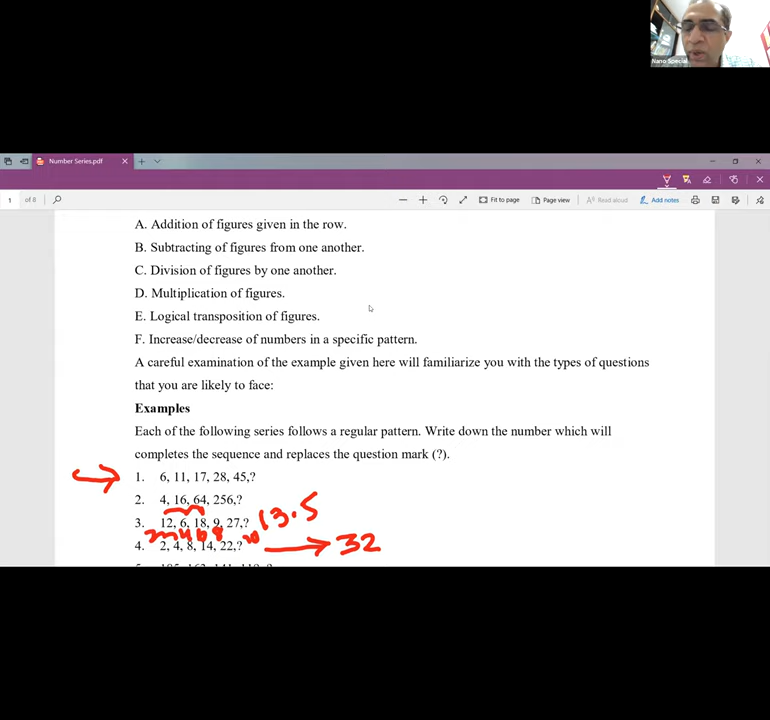 Nano Special
Number Series.pdf
1 of 8 Fit to page Page view Read aloud Add notes
A. Addition of figures given in the row.
B. Subtracting of figures from one another.
C. Division of figures by one another.
D. Multiplication of figures.
E. Logical transposition of figures.
F. Increase/decrease of numbers in a specific pattern.
A careful examination of the example given here will familiarize you with the types of questions
that you are likely to face:
Examples
Each of the following series follows a regular pattern. Write down the number which will
completes the sequence and replaces the question mark (?).
1. 6, 11, 17, 28, 45,?
2. 4, 16, 64, 256,?
3. 12, 6, 18, 9, 27,? 13.5
4. 2, 4, 8, 14, 22,? 32